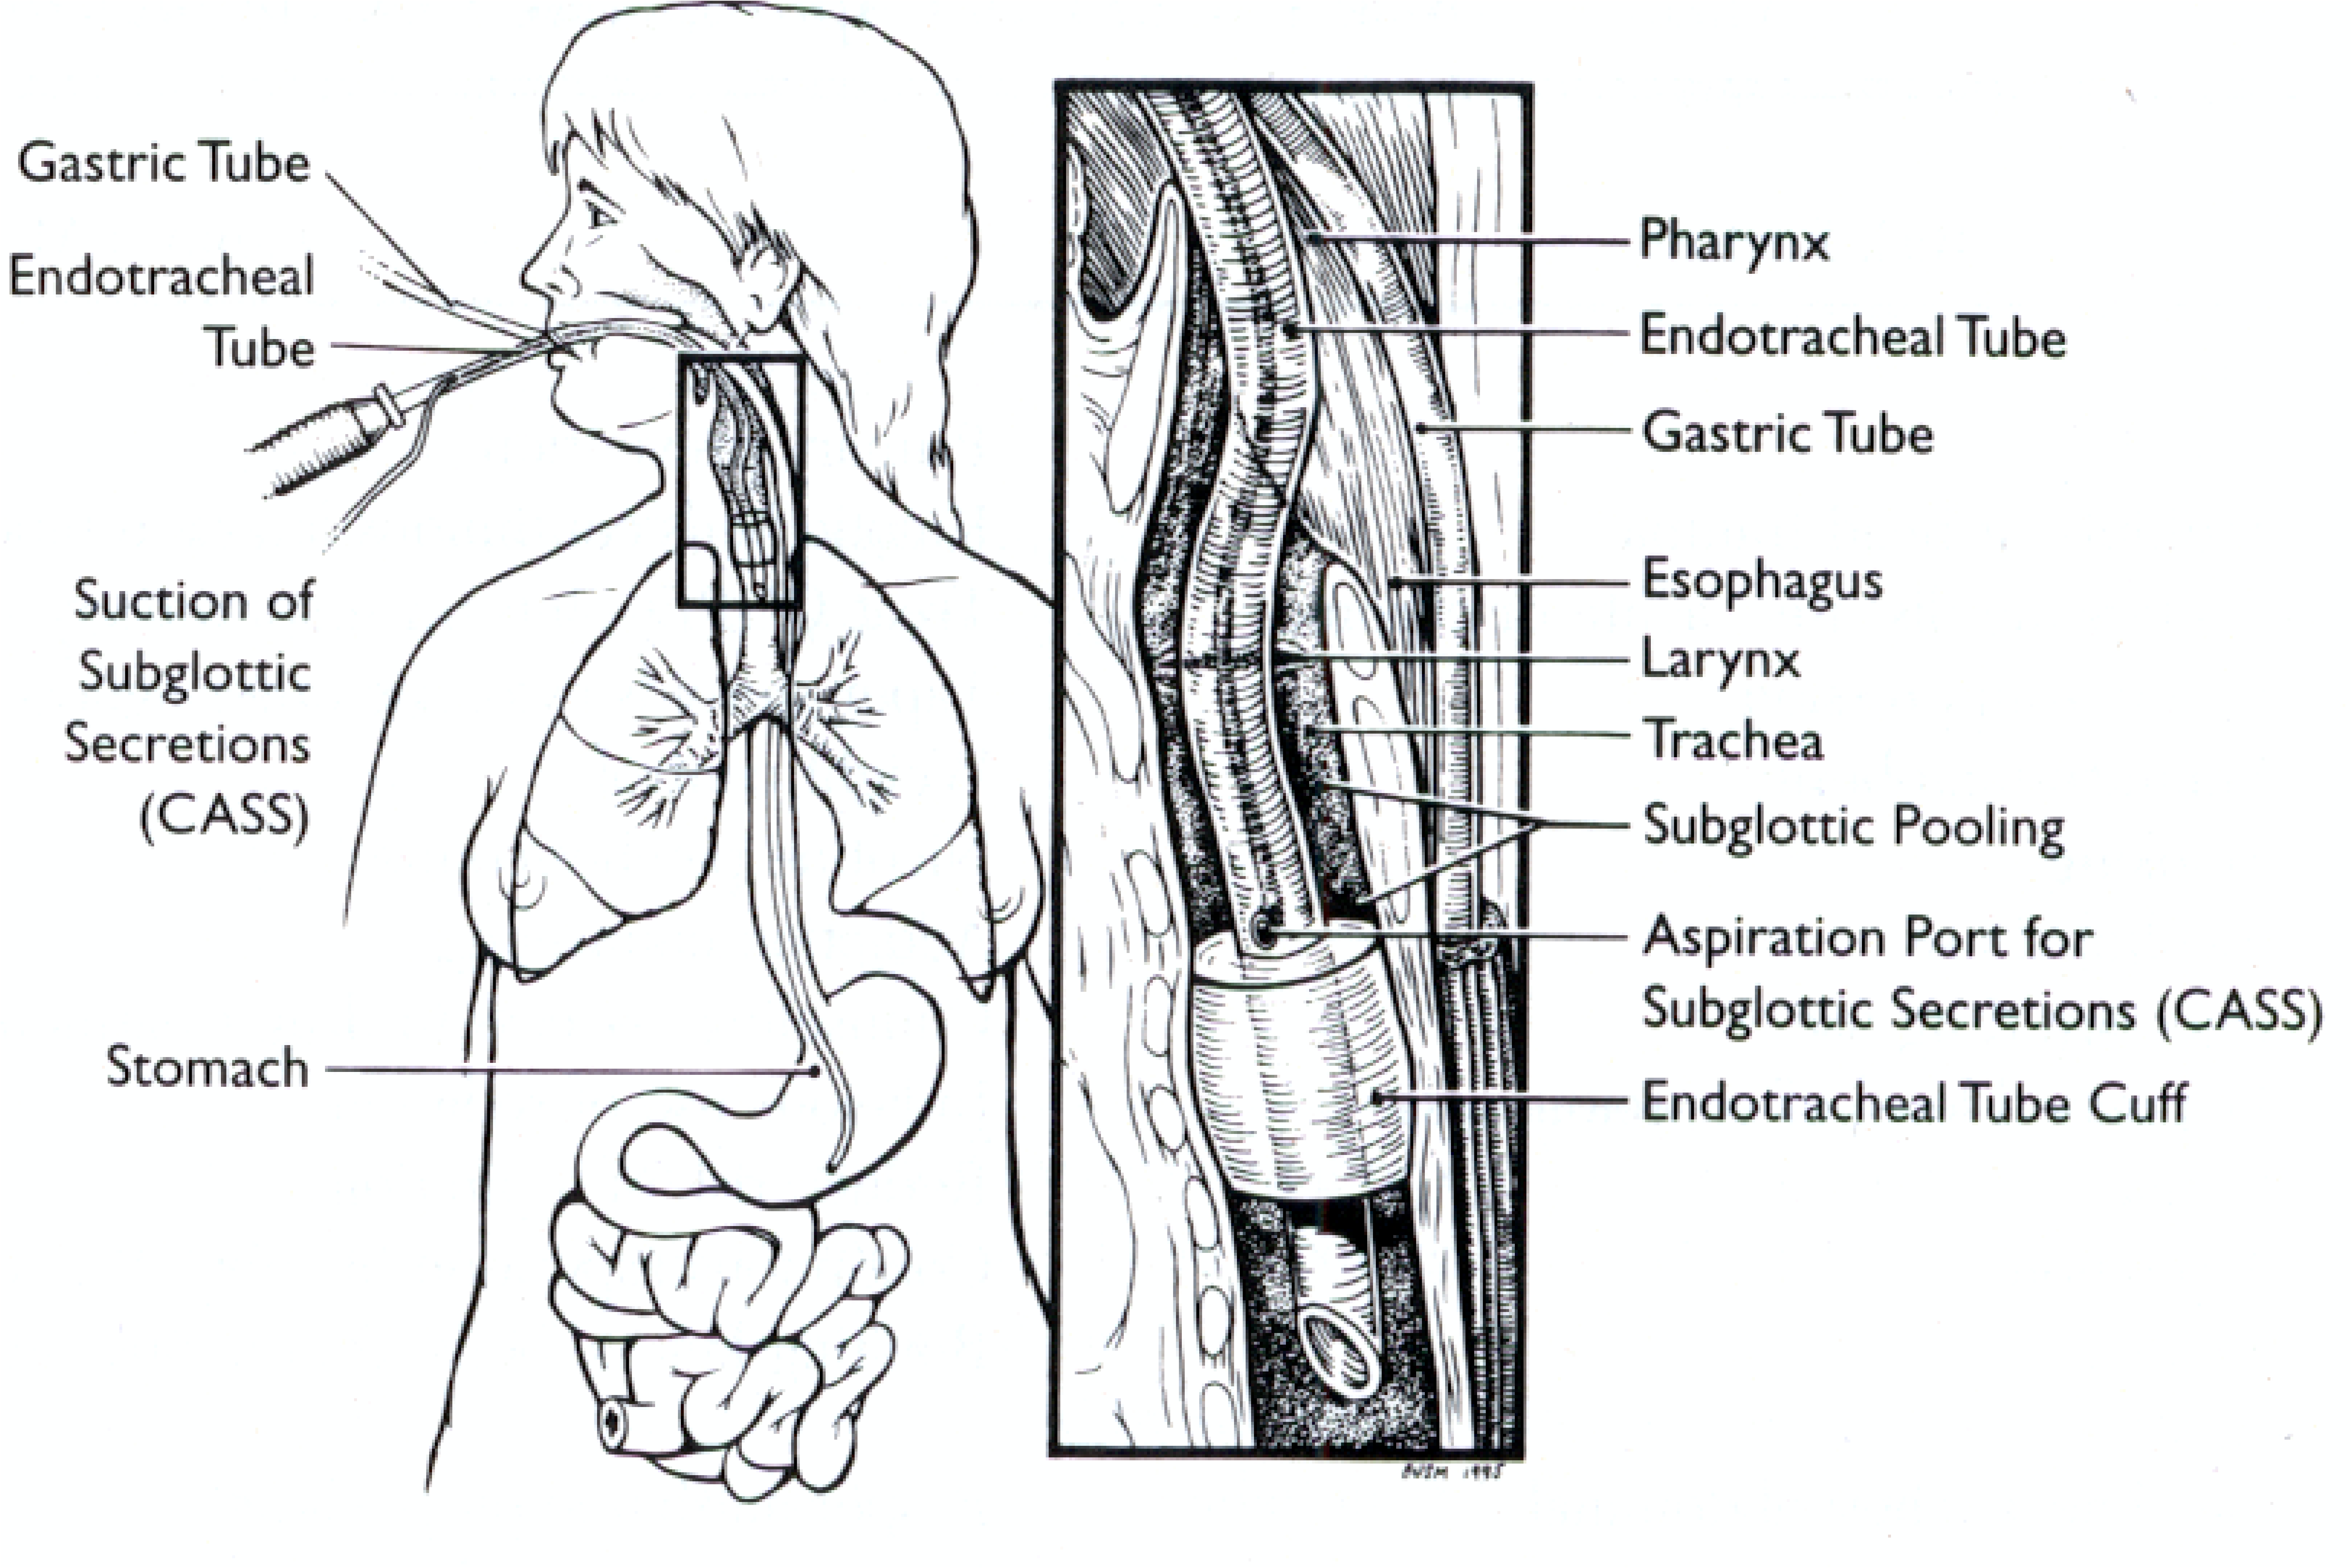 Gastric Tube
Endotracheal
Tube
Suction of
Subglottic
Secretions
(CASS)
Stomach
Pharynx
Endotracheal Tube
Gastric Tube
Esophagus
Larynx
Trachea
Subglottic Pooling
Aspiration Port for
Subglottic Secretions (CASS)
Endotracheal Tube Cuff
1995